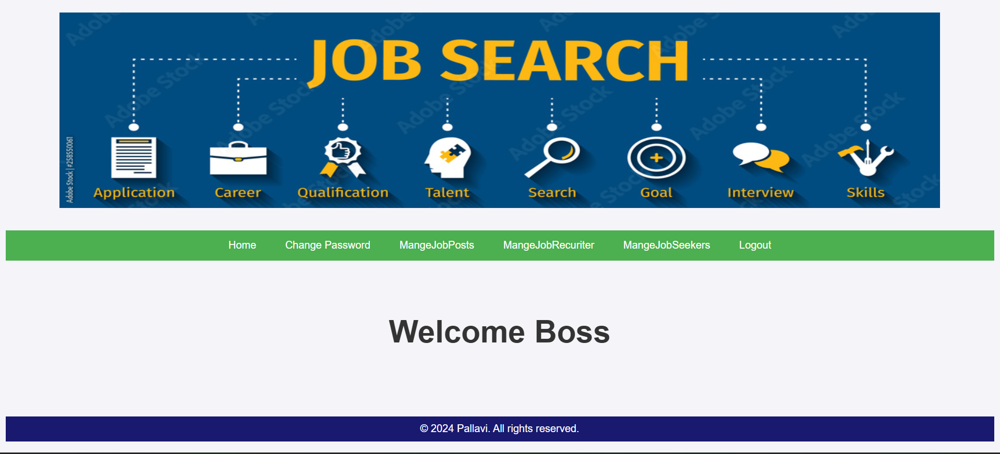 JOB SEARCH
Adobe Stock | #258550061
Application Career Qualification Talent Search Goal Interview Skills
Home Change Password MangeJobPosts MangeJobRecuriter MangeJobSeekers Logout
Welcome Boss
© 2024 Pallavi. All rights reserved.